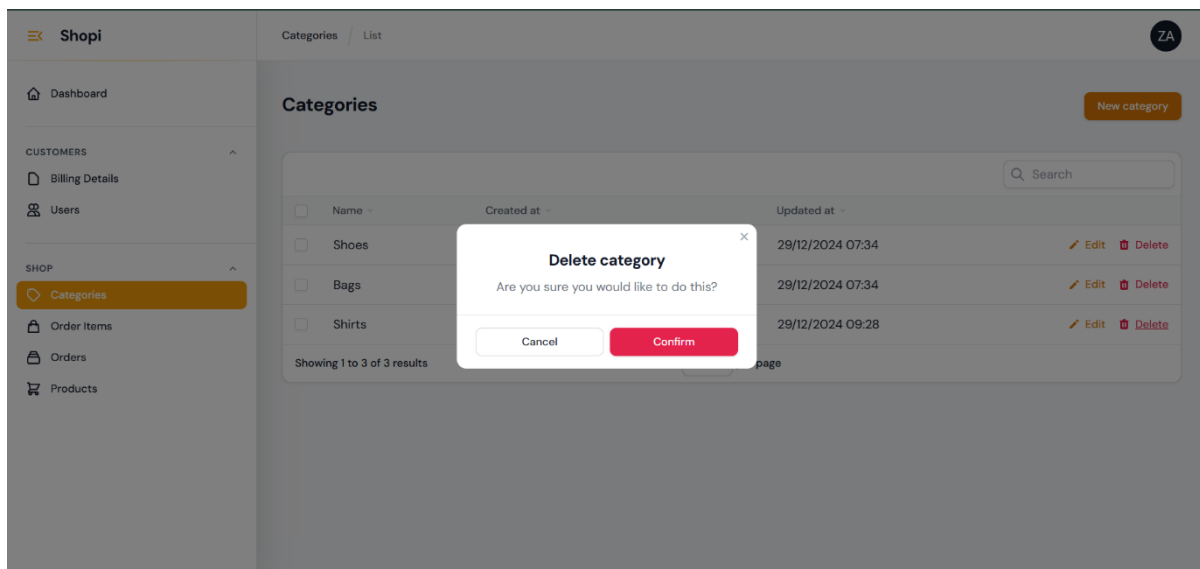 Shopi
Categories / List
ZA
Dashboard
Categories
New category
CUSTOMERS
Billing Details
Users
Search
Name
Created at
Updated at
Shoes
29/12/2024 07:34
Edit
Delete
Bags
29/12/2024 07:34
Edit
Delete
Shirts
29/12/2024 09:28
Edit
Delete
Showing 1 to 3 of 3 results
page
SHOP
Categories
Order Items
Orders
Products
Delete category
Are you sure you would like to do this?
Cancel
Confirm